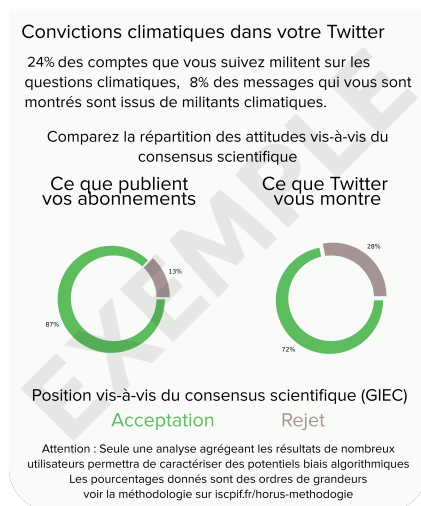 Convictions climatiques dans votre Twitter
24% des comptes que vous suivez militent sur les
questions climatiques, 8% des messages qui vous sont
montrés sont issus de militants climatiques.
Comparez la répartition des attitudes vis-à-vis du
consensus scientifique
Ce que publient
vos abonnements
Ce que Twitter
vous montre
13%
87%
28%
72%
EXEMPLE
Position vis-à-vis du consensus scientifique (GIEC)
Acceptation
Rejet
Attention : Seule une analyse agrégeant les résultats de nombreux
utilisateurs permettra de caractériser des potentiels biais algorithmiques
Les pourcentages donnés sont des ordres de grandeurs
voir la méthodologie sur iscpif.fr/horus-methodogie